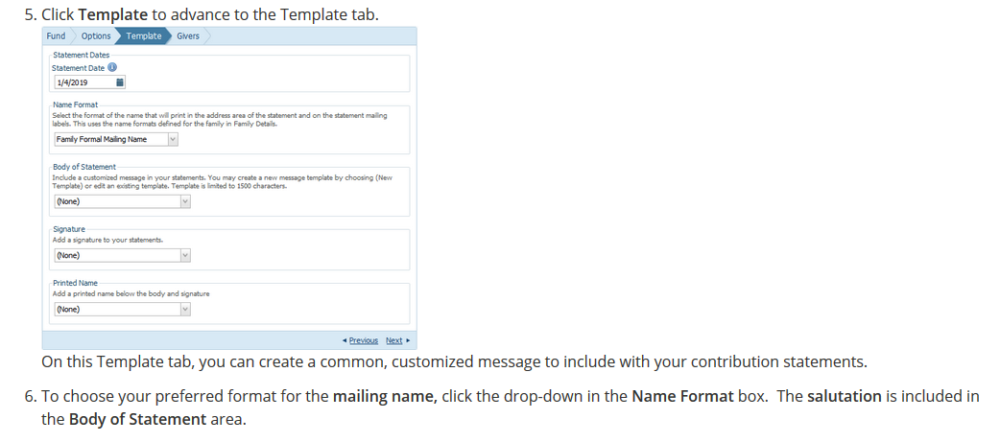 5. Click Template to advance to the Template tab.
Fund Options Template Givers
Statement Dates
Statement Date
1/4/2019
Name Format
Select the format of the name that will print in the address area of the statement and on the statement mailing
labels. This uses the name formats defined for the family in Family Details.
Family Formal Mailing Name
Body of Statement
Include a customized message in your statements. You may create a new message template by choosing (New
Template) or edit an existing template. Template is limited to 1500 characters.
(None)
Signature
Add a signature to your statements.
(None)
Printed Name
Add a printed name below the body and signature
(None)
Previous Next
On this Template tab, you can create a common, customized message to include with your contribution statements.
6. To choose your preferred format for the mailing name, click the drop-down in the Name Format box. The salutation is included in
the Body of Statement area.